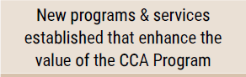 New programs & services
established that enhance the
value of the CCA Program